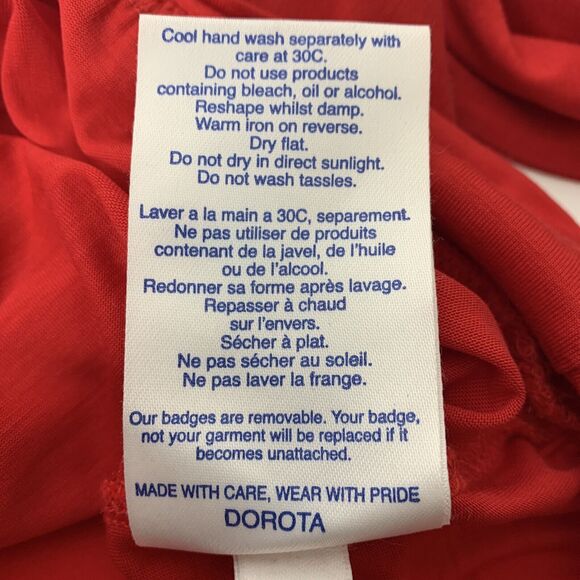 Cool hand wash separately with
care at 30C.
Do not use products
containing bleach, oil or alcohol.
Reshape whilst damp.
Warm iron on reverse.
Dry flat.
Do not dry in direct sunlight.
Do not wash tassles.
Laver a la main a 30C, separement.
Ne pas utiliser de produits
contenant de la javel, de l'huile
ou de l'alcool.
Redonner sa forme après lavage.
Repasser à chaud
sur l'envers.
Sécher à plat.
Ne pas sécher au soleil.
Ne pas laver la frange.
Our badges are removable. Your badge,
not your garment will be replaced if it
becomes unattached.
MADE WITH CARE, WEAR WITH PRIDE
DOROTA